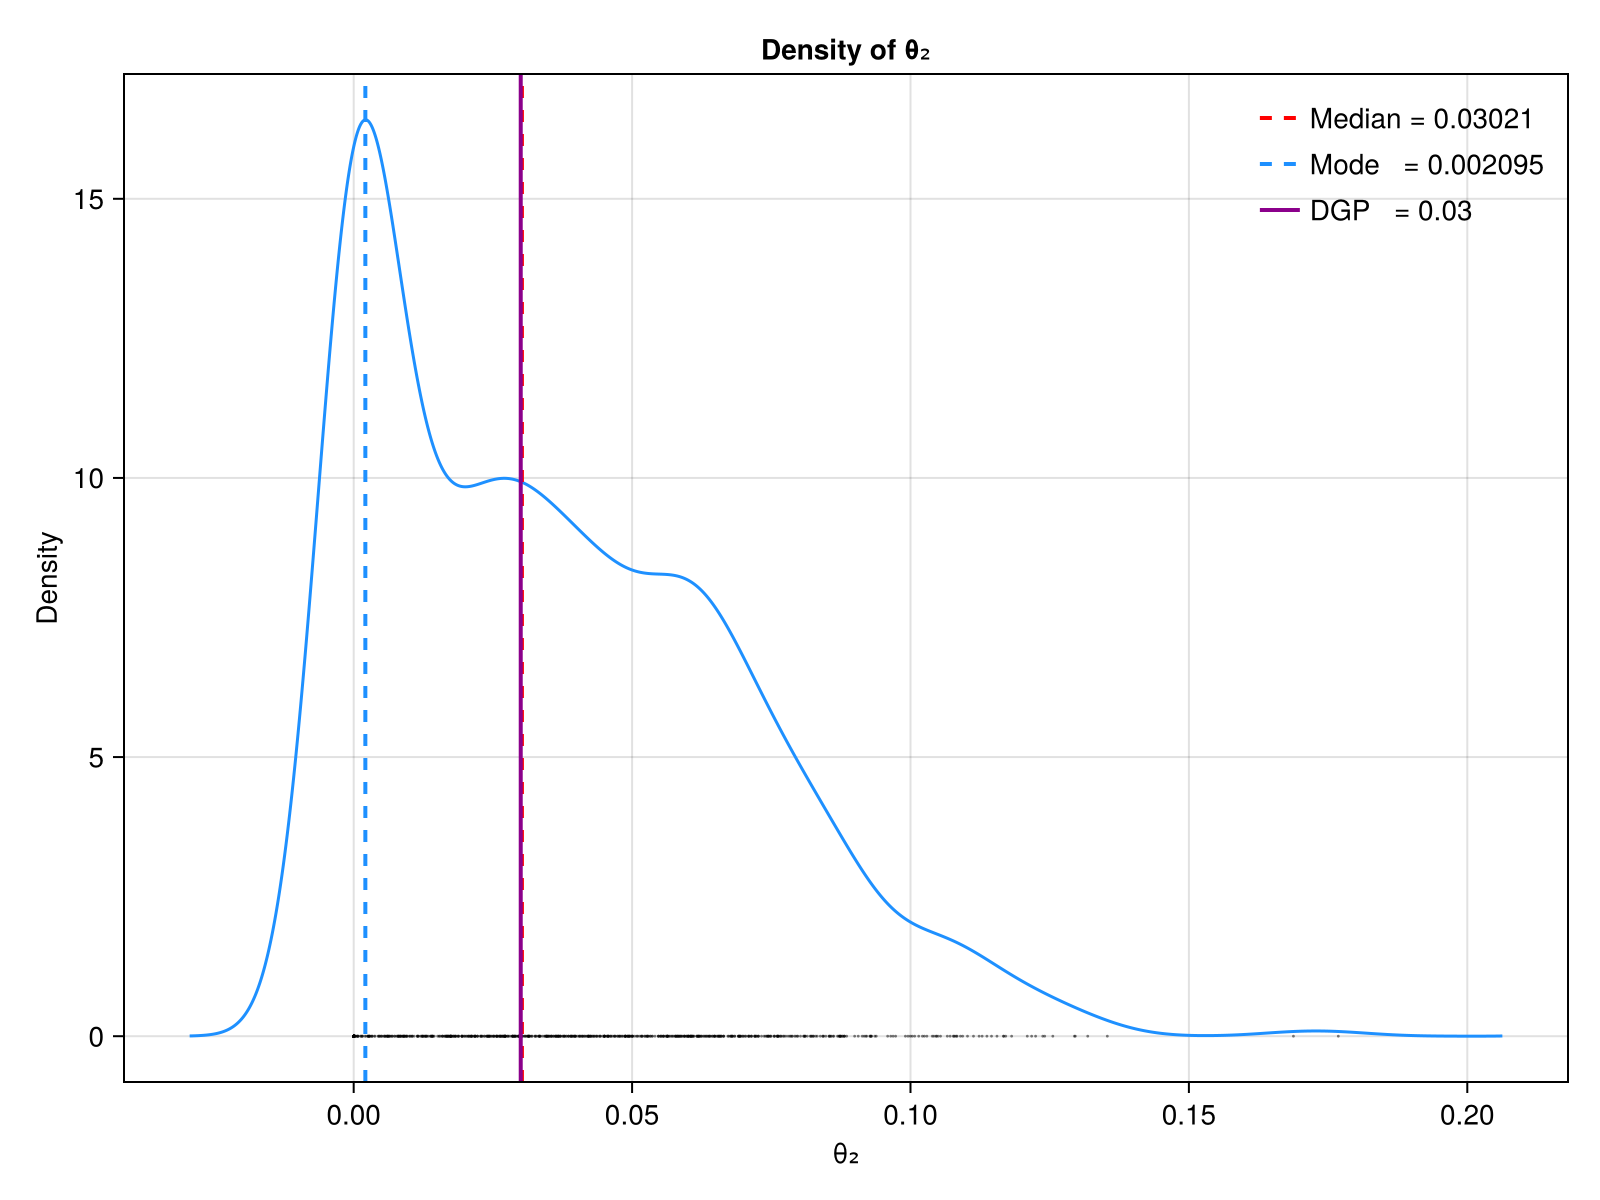 Density of θ₂
Median = 0.03021
Mode = 0.002095
DGP = 0.03
15
10
5
0
Density
0.00 0.05 0.10 0.15 0.20
θ₂